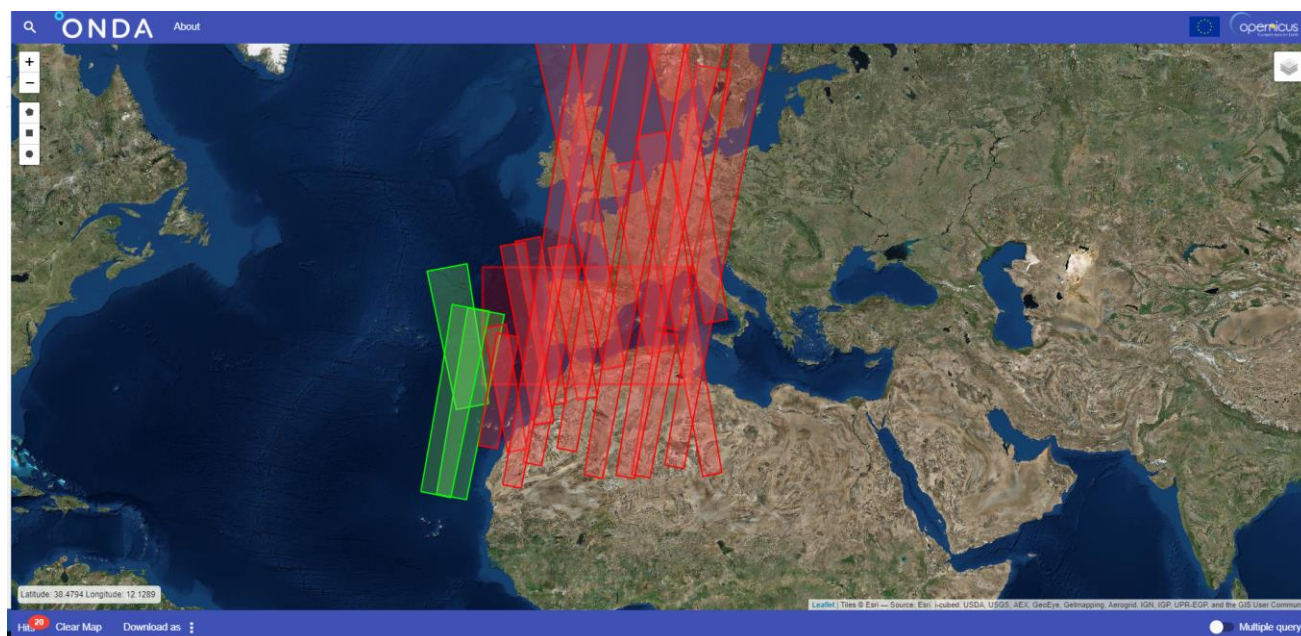 ONDA
About
opernicus
+
−
Latitude: 38.4794 Longitude: 12.1289
Leaflet | Tiles © Esri — Source: Esri, i-cubed, USDA, USGS, AEX, GeoEye, Getmapping, Aerogrid, IGN, IGP, UPR-EGP, and the GIS User Commun
Hits 20 Clear Map Download as
Multiple query